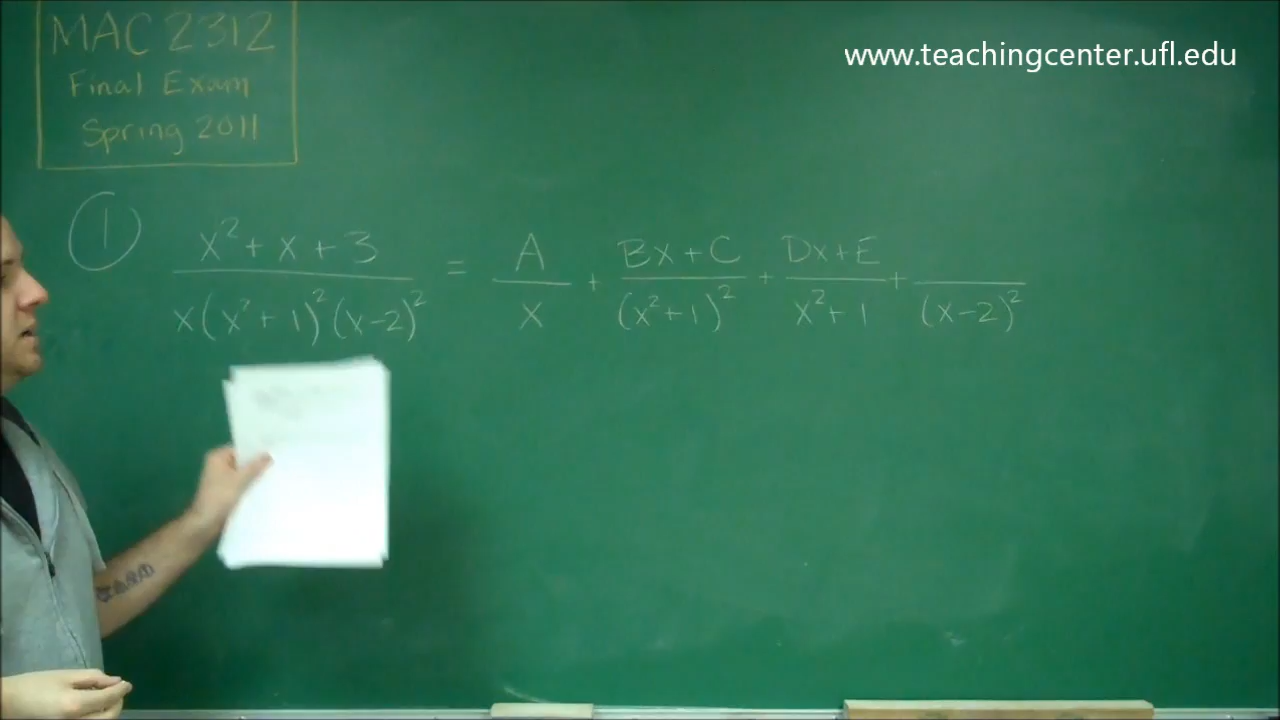 MAC 2312
Final Exam
Spring 2011
www.teachingcenter.ufl.edu
① x² + x + 3 / x(x² + 1)²(x - 2)² = A / x + Bx + C / (x² + 1)² + Dx + E / x² + 1 + / (x - 2)²